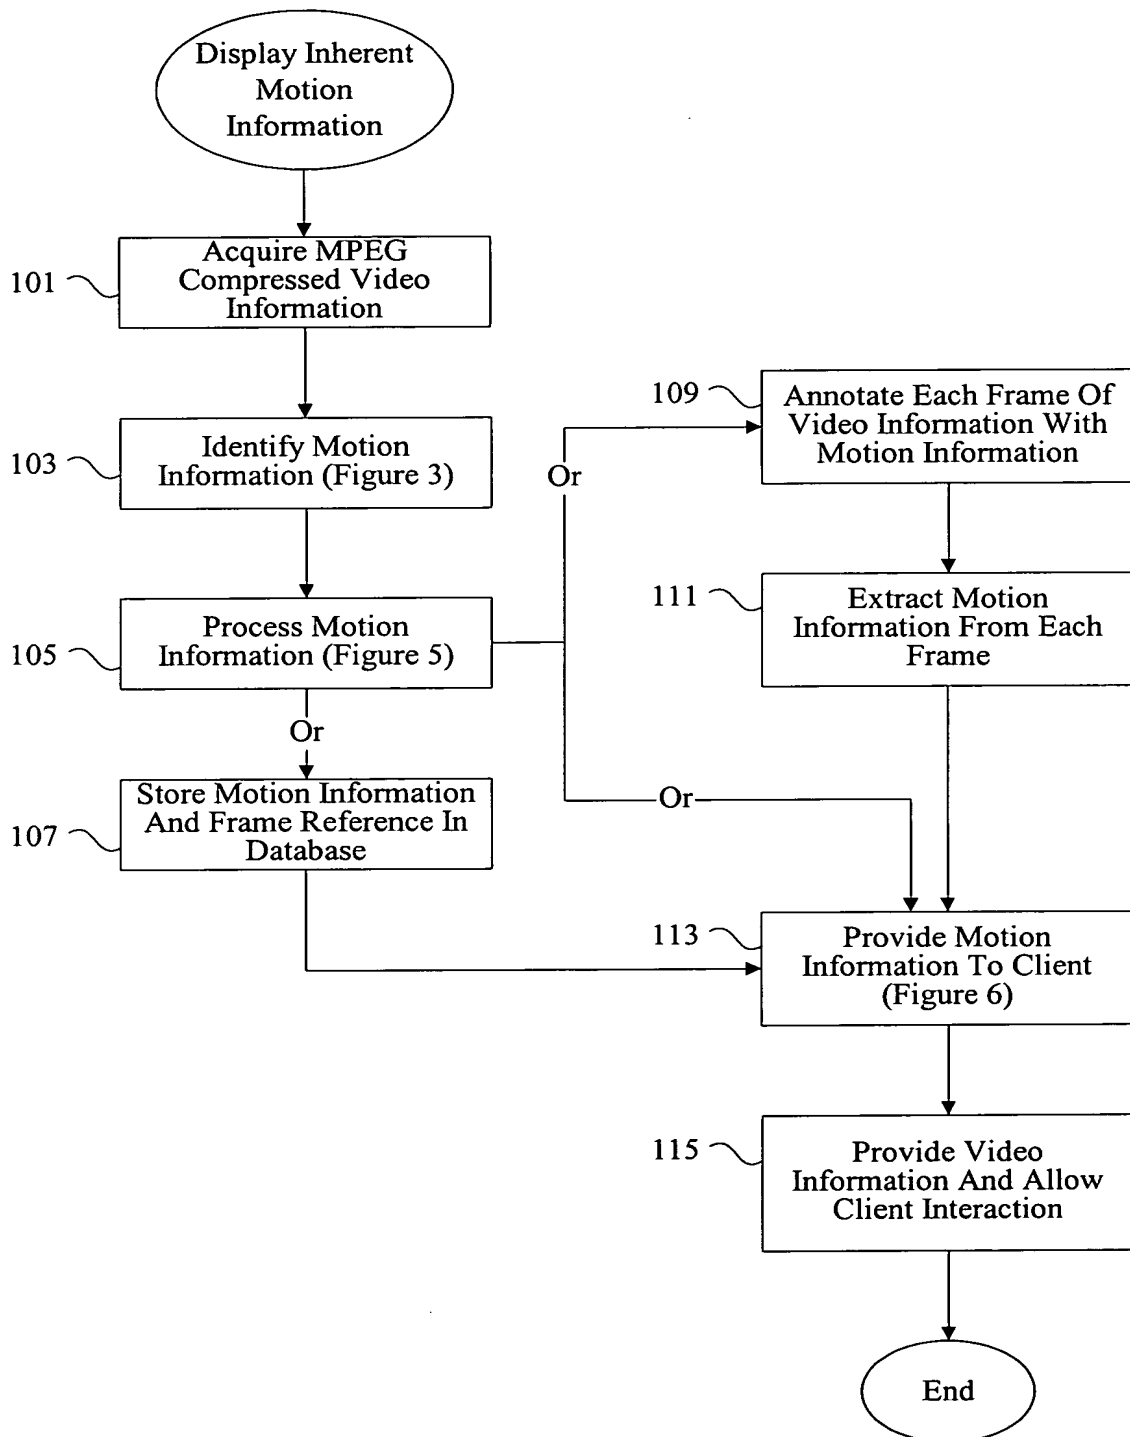 Display Inherent
Motion
Information
101
Acquire MPEG
Compressed Video
Information
103
Identify Motion
Information (Figure 3)
105
Process Motion
Information (Figure 5)
Or
107
Store Motion Information
And Frame Reference In
Database
Or
Or
109
Annotate Each Frame Of
Video Information With
Motion Information
111
Extract Motion
Information From Each
Frame
113
Provide Motion
Information To Client
(Figure 6)
115
Provide Video
Information And Allow
Client Interaction
End